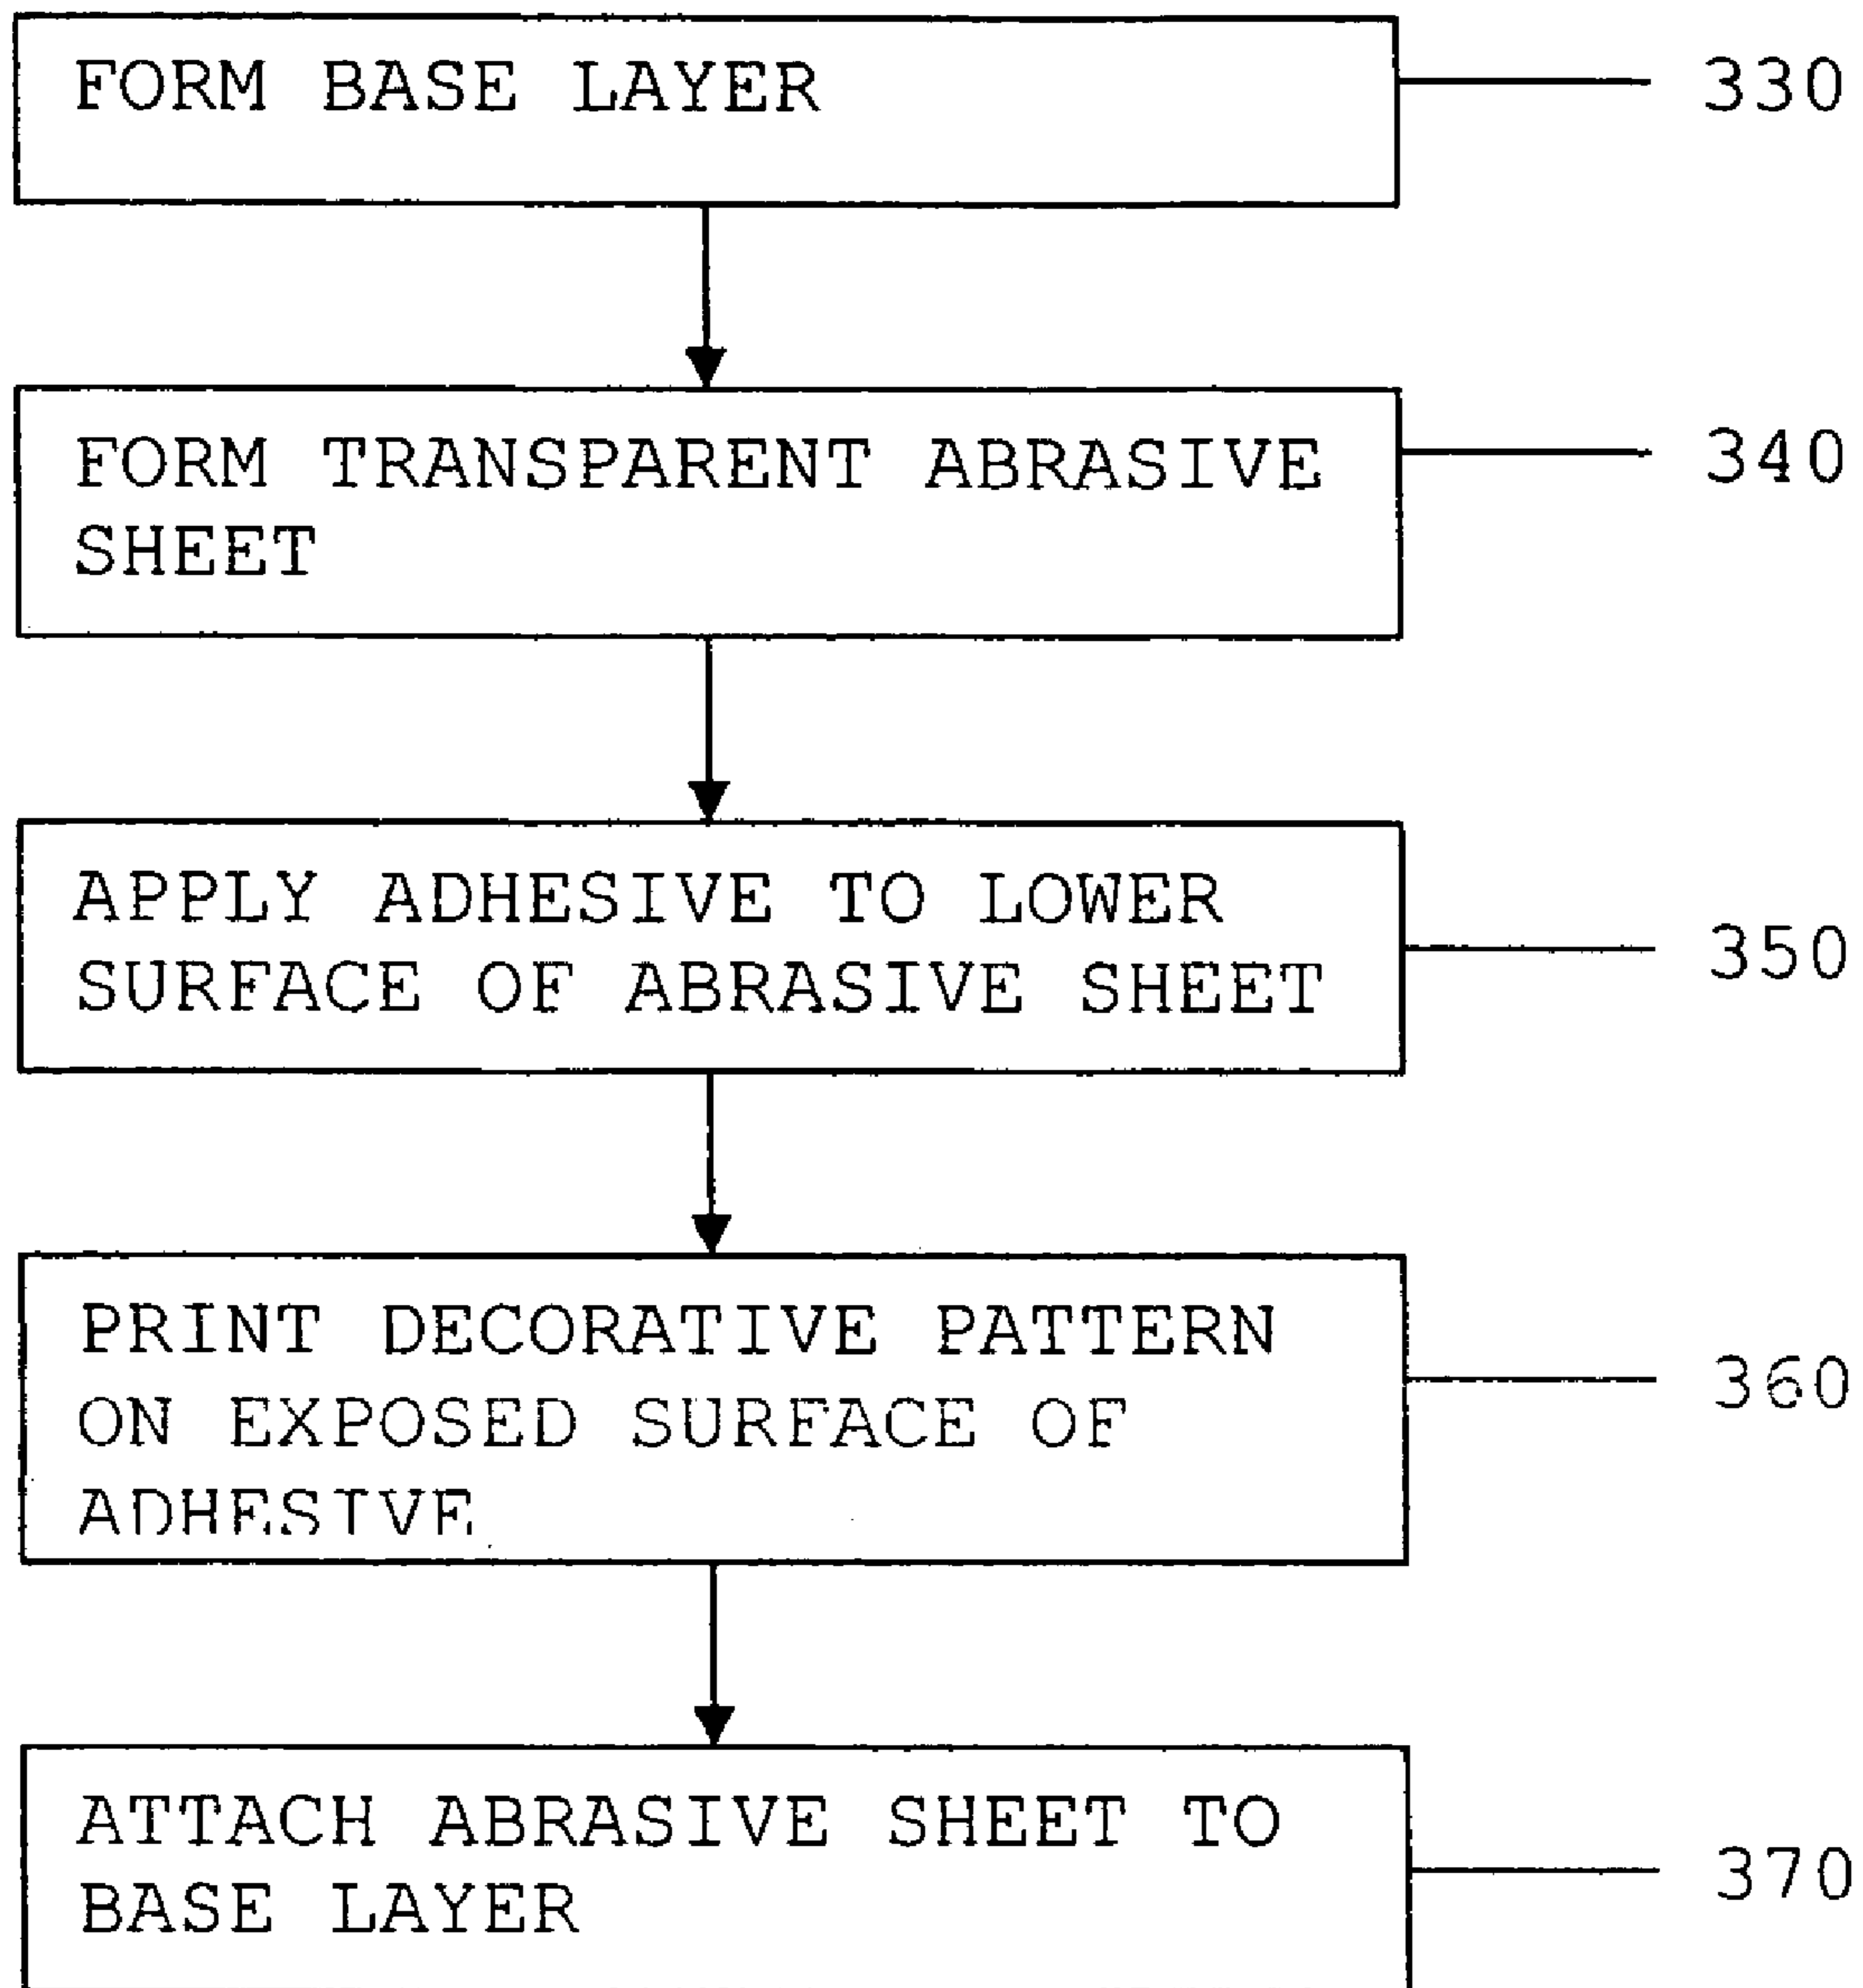 FORM BASE LAYER
330
FORM TRANSPARENT ABRASIVE
SHEET
340
APPLY ADHESIVE TO LOWER
SURFACE OF ABRASIVE SHEET
350
PRINT DECORATIVE PATTERN
ON EXPOSED SURFACE OF
ADHESIVE
360
ATTACH ABRASIVE SHEET TO
BASE LAYER
370